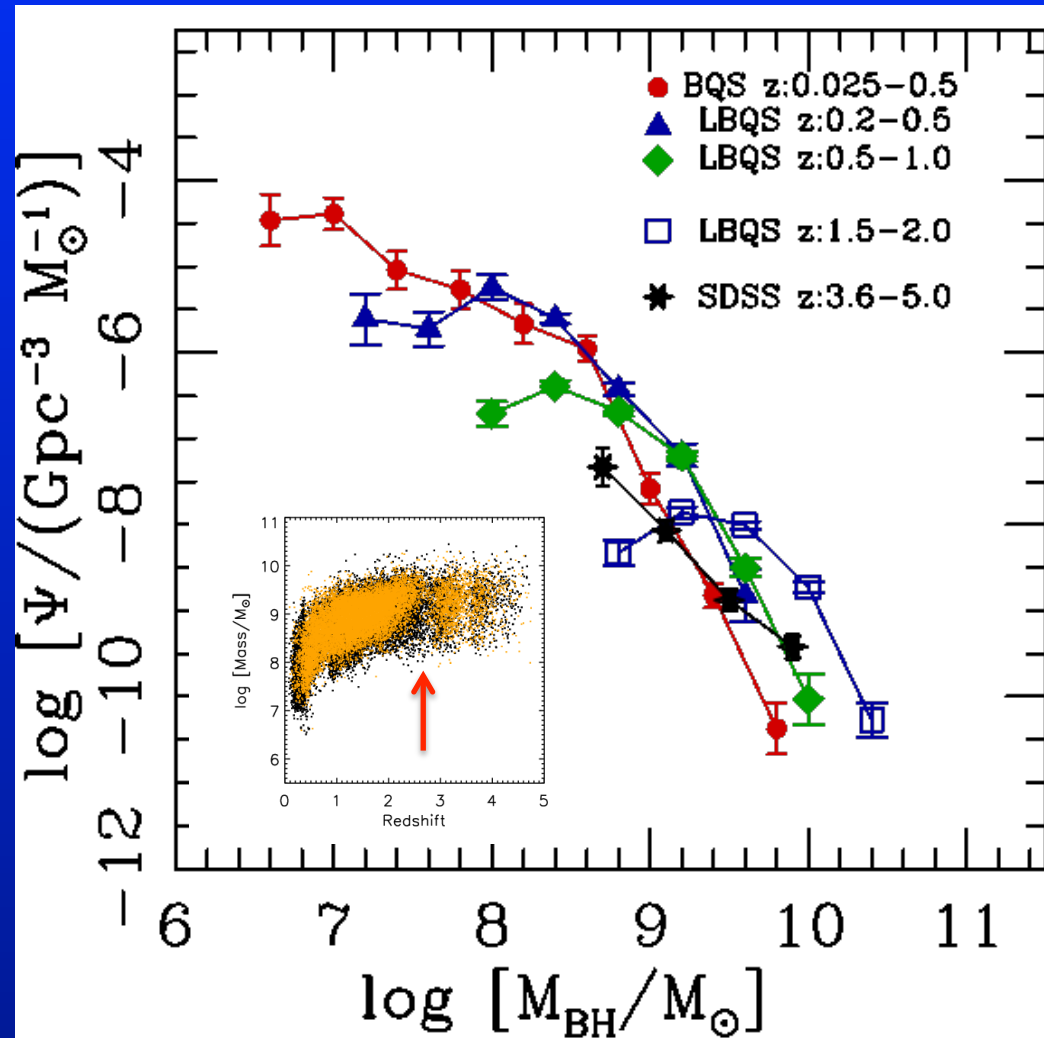 BQS z:0.025−0.5
LBQS z:0.2−0.5
LBQS z:0.5−1.0
LBQS z:1.5−2.0
SDSS z:3.6−5.0
log [Ψ/(Gpc⁻³ M⊙⁻¹)]
−4
−6
−8
−10
−12
log [Mass/M⊙]
11
10
9
8
7
6
0 1 2 3 4 5
Redshift
6 7 8 9 10 11
log [M_BH/M⊙]